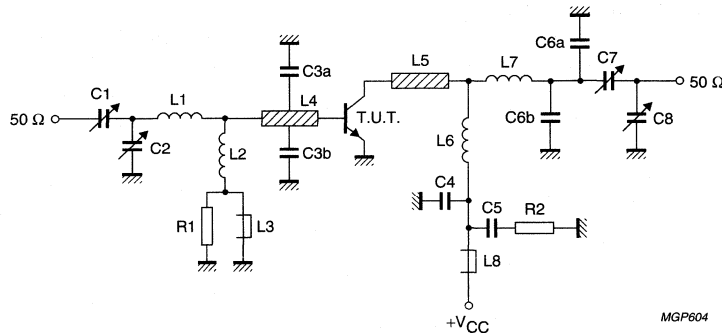 C3a
C6a
C7
L5
L7
C1
L1
L4
T.U.T.
50 Ω
50 Ω
C2
C3b
C6b
C8
L2
L6
R1
L3
C4
C5
R2
L8
+VCC
MGP604